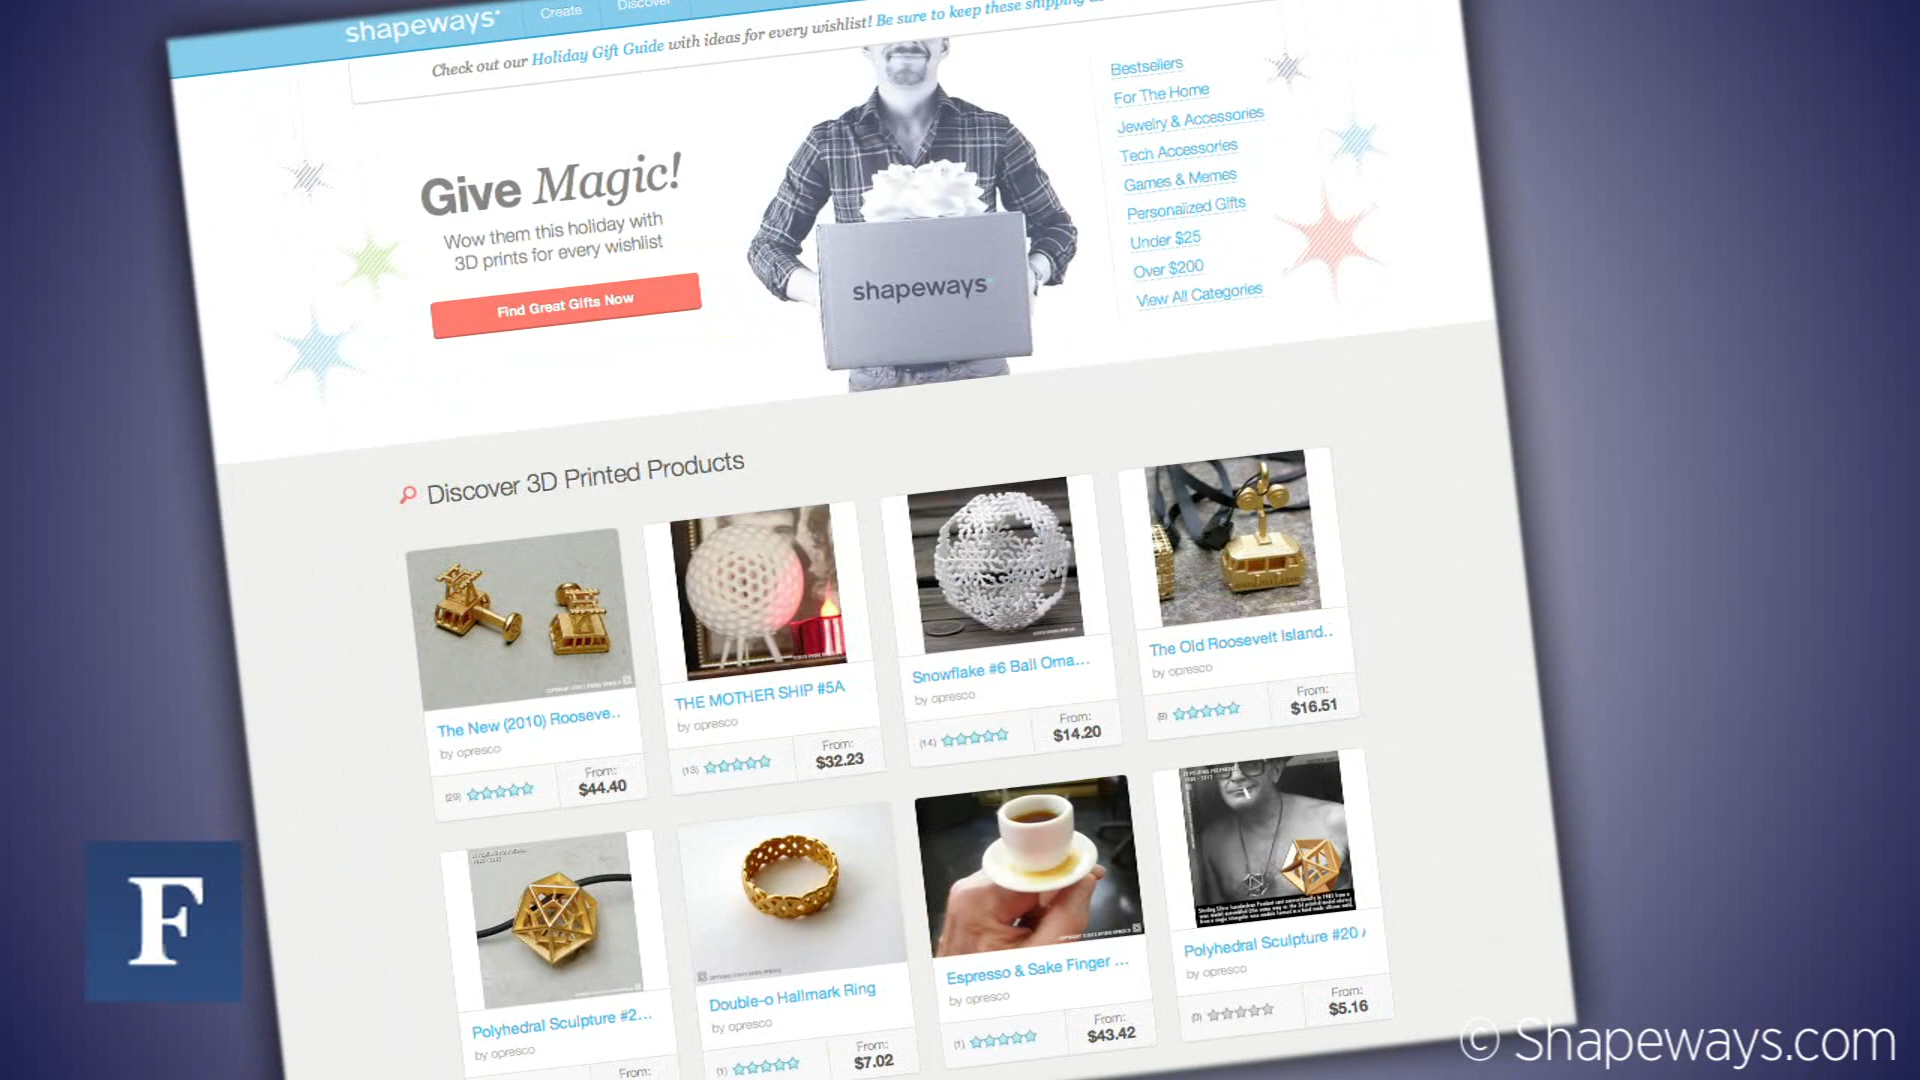 shapeways
Create
Discover
Check out our Holiday Gift Guide with ideas for every wishlist! Be sure to keep these shipping
Give Magic!
Wow them this holiday with
3D prints for every wishlist
Find Great Gifts Now
shapeways
Bestsellers
For The Home
Jewelry & Accessories
Tech Accessories
Games & Memes
Personalized Gifts
Under $25
Over $200
View All Categories
Discover 3D Printed Products
The New (2010) Rooseve..
by opresco
(29)
From:
$44.40
THE MOTHER SHIP #5A
by opresco
(13)
From:
$32.23
Snowflake #6 Ball Orna...
by opresco
(14)
From:
$14.20
The Old Roosevelt Island..
by opresco
(8)
From:
$16.51
Polyhedral Sculpture #2...
by opresco
From:
Double-o Hallmark Ring
by opresco
(1)
From:
$7.02
Espresso & Sake Finger ...
by opresco
(1)
From:
$43.42
Polyhedral Sculpture #20
by opresco
(0)
From:
$5.16
F
© Shapeways.com